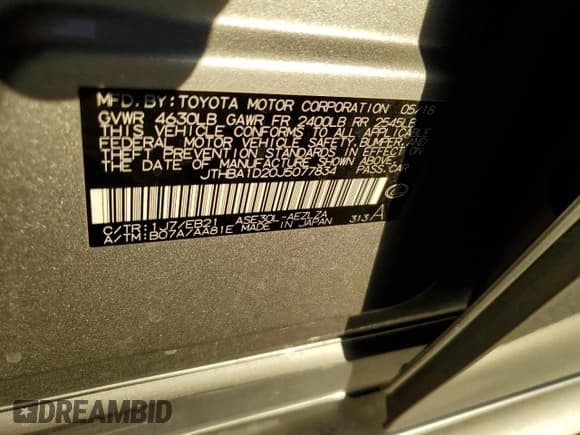 MFD. BY: TOYOTA MOTOR CORPORATION 05/18
GVWR 4630LB GAWR FR 2400LB RR 2545LB
THIS VEHICLE CONFORMS TO ALL APPLICABLE
FEDERAL MOTOR VEHICLE SAFETY, BUMPER, AND
THEFT PREVENTION STANDARDS IN EFFECT ON
THE DATE OF MANUFACTURE SHOWN ABOVE.
JTHBA1D20J5077834 PASS. CAR
C/TR: 1J7/EB21 ASE30L-AEZLZA 313 A
A/TM: B07A/AA81E MADE IN JAPAN
DREAMBID